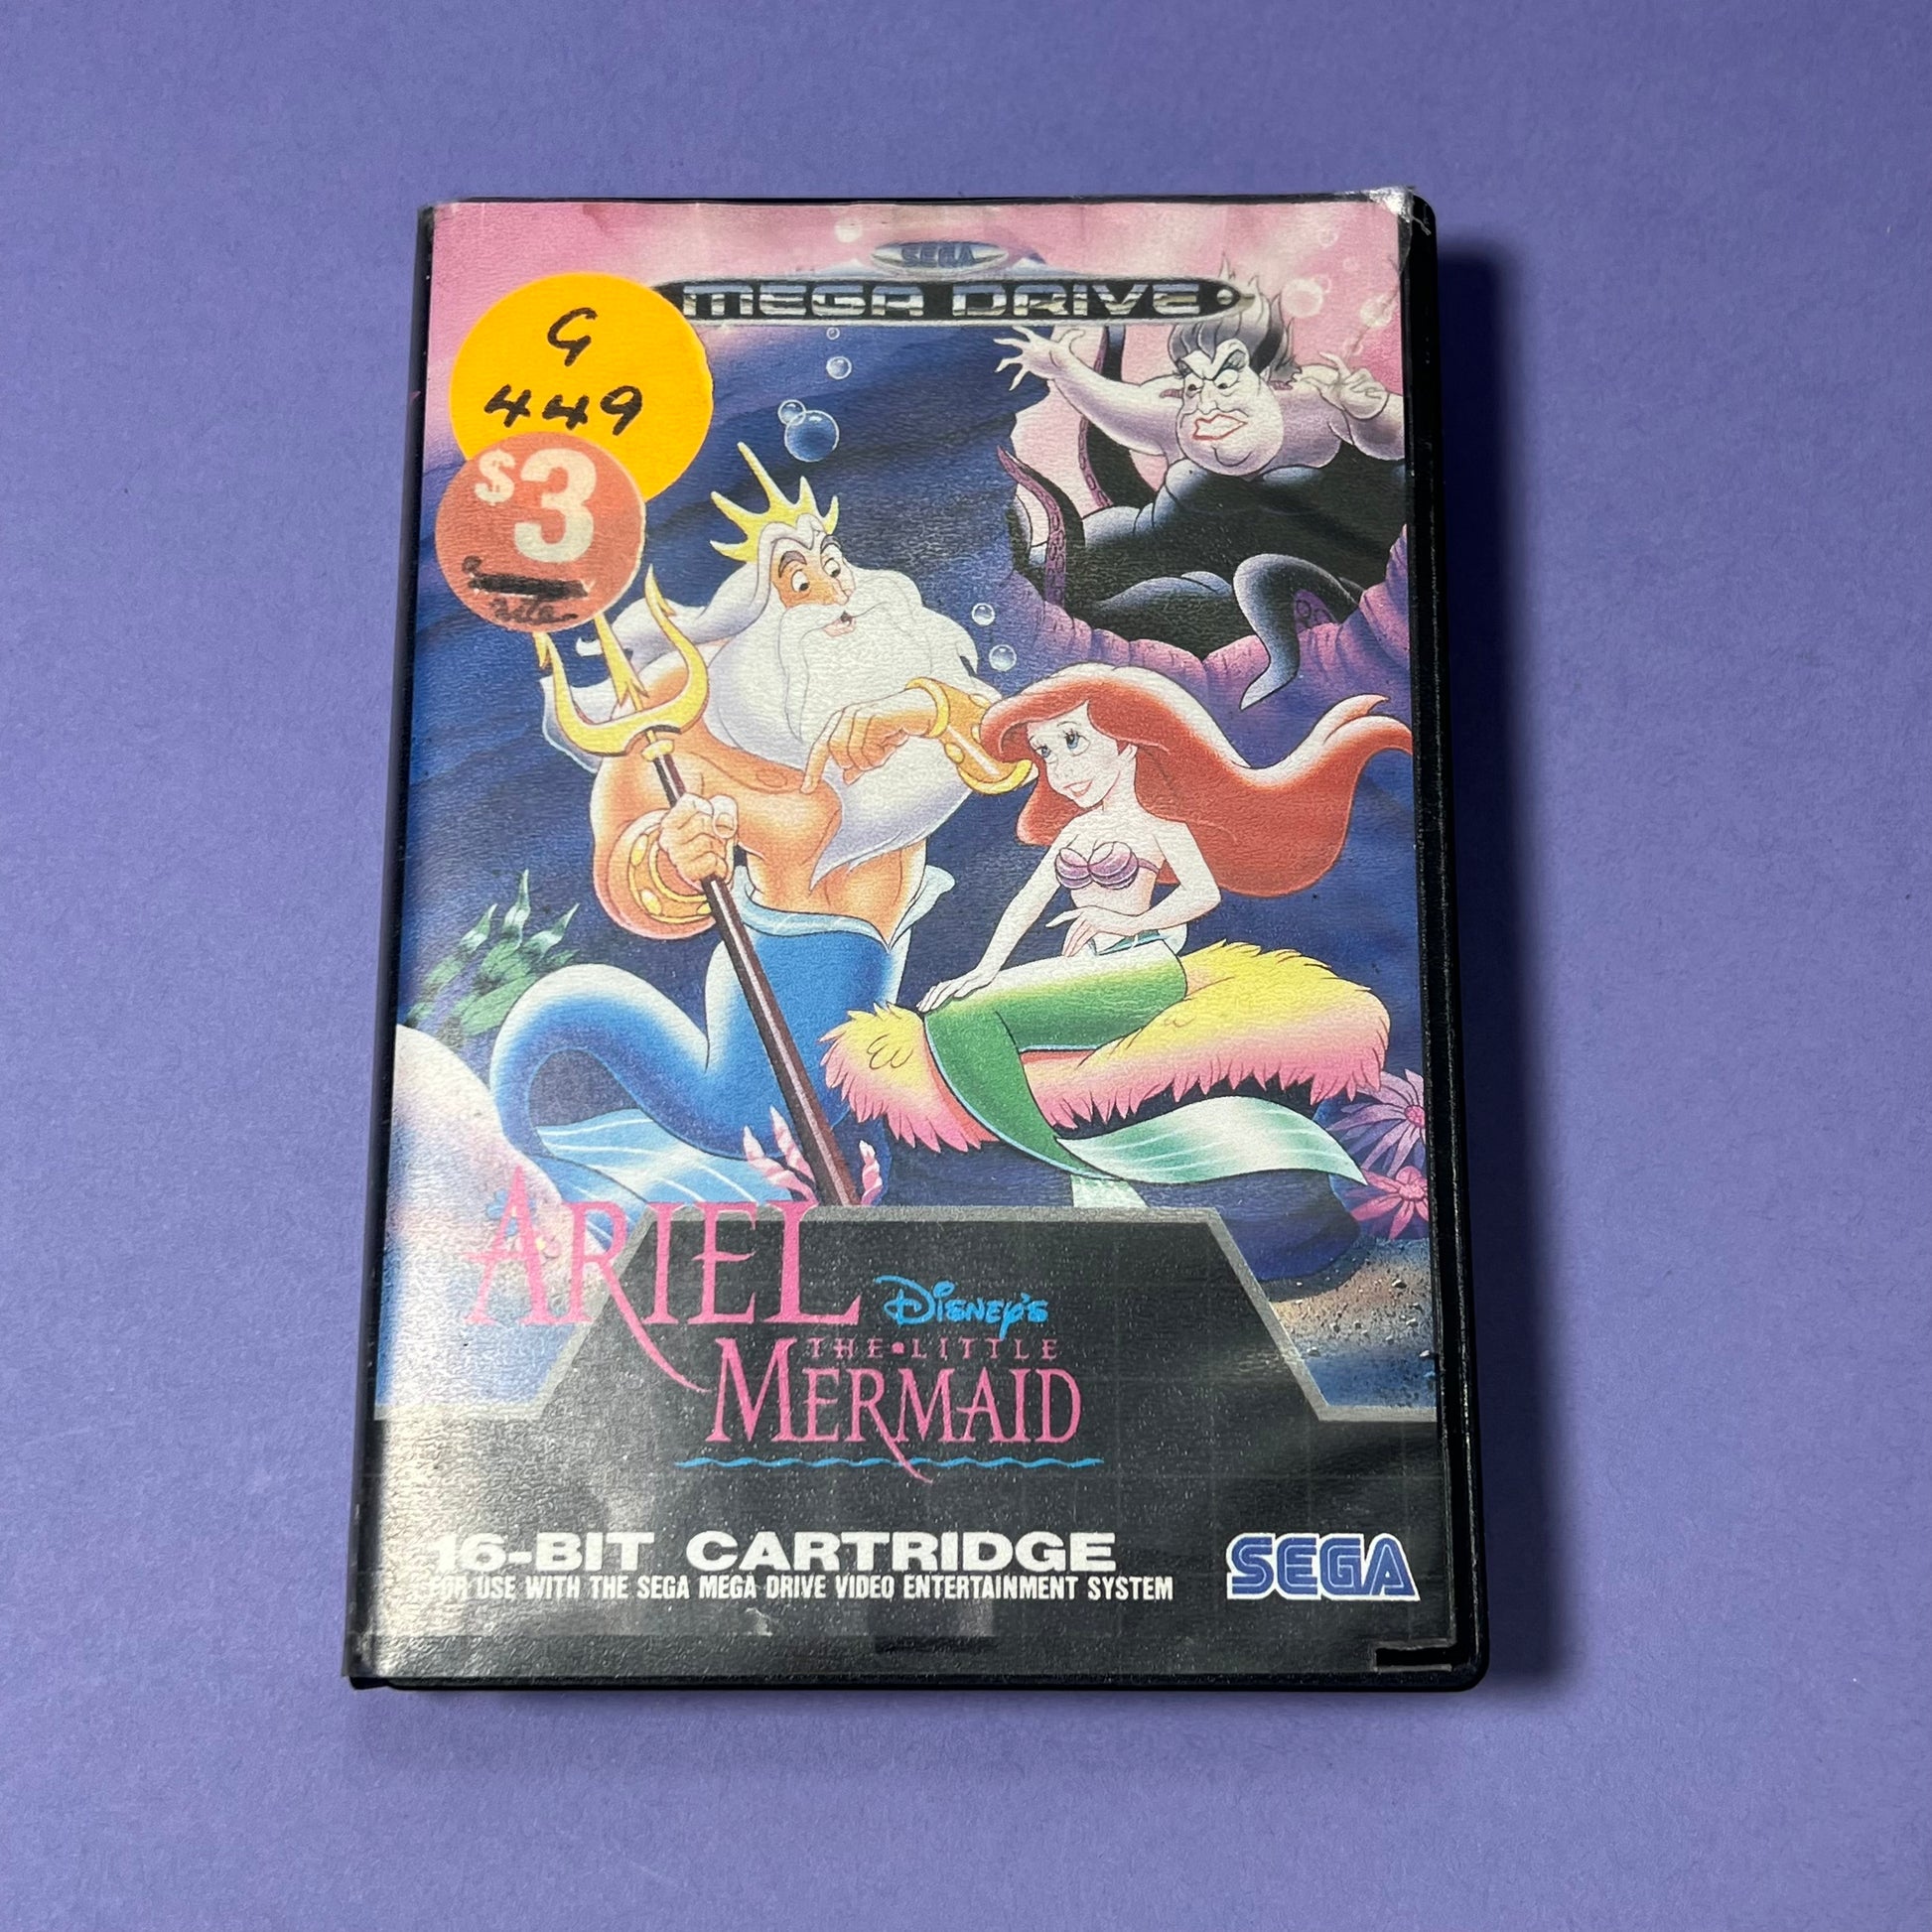 SEGA
MEGA DRIVE
G
449
$3
ARIEL
DISNEY'S
THE•LITTLE
MERMAID
16-BIT CARTRIDGE
FOR USE WITH THE SEGA MEGA DRIVE VIDEO ENTERTAINMENT SYSTEM
SEGA